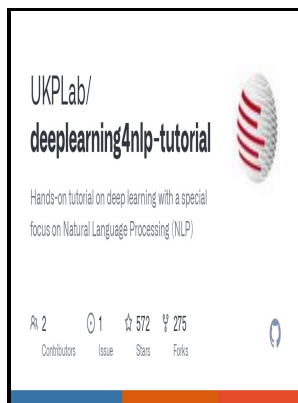 UKPLab/
deeplearning4nlp-tutorial
Hands-on tutorial on deep learning with a special
focus on Natural Language Processing (NLP)
2 1 572 275
Contributors Issue Stars Forks